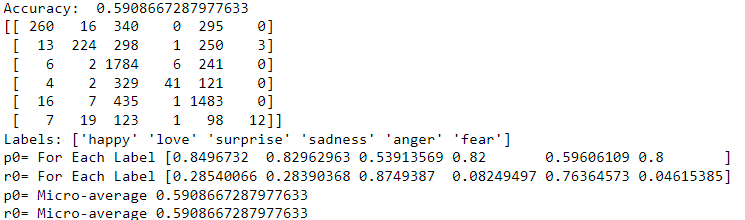 Accuracy:  0.5908667287977633
[[ 260   16  340    0  295    0]
 [  13  224  298    1  250    3]
 [   6    2 1784    6  241    0]
 [   4    2  329   41  121    0]
 [  16    7  435    1 1483    0]
 [   7   19  123    1   98   12]]
Labels: ['happy' 'love' 'surprise' 'sadness' 'anger' 'fear']
p0= For Each Label [0.8496732  0.82962963 0.53913569 0.82       0.59606109 0.8       ]
r0= For Each Label [0.28540066 0.28390368 0.8749387  0.08249497 0.76364573 0.04615385]
p0= Micro-average 0.5908667287977633
r0= Micro-average 0.5908667287977633